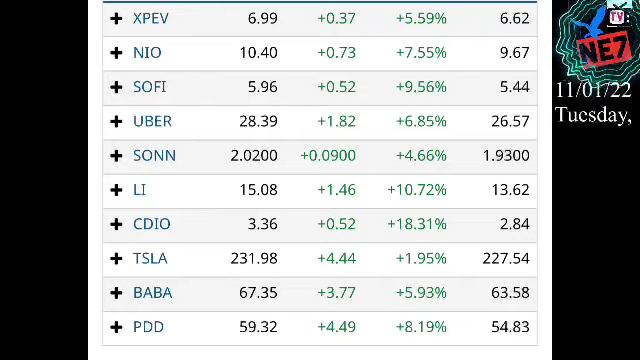 XPEV 6.99 +0.37 +5.59% 6.62
NIO 10.40 +0.73 +7.55% 9.67
SOFI 5.96 +0.52 +9.56% 5.44
UBER 28.39 +1.82 +6.85% 26.57
SONN 2.0200 +0.0900 +4.66% 1.9300
LI 15.08 +1.46 +10.72% 13.62
CDIO 3.36 +0.52 +18.31% 2.84
TSLA 231.98 +4.44 +1.95% 227.54
BABA 67.35 +3.77 +5.93% 63.58
PDD 59.32 +4.49 +8.19% 54.83
TV
NE7
11/01/22
Tuesday,